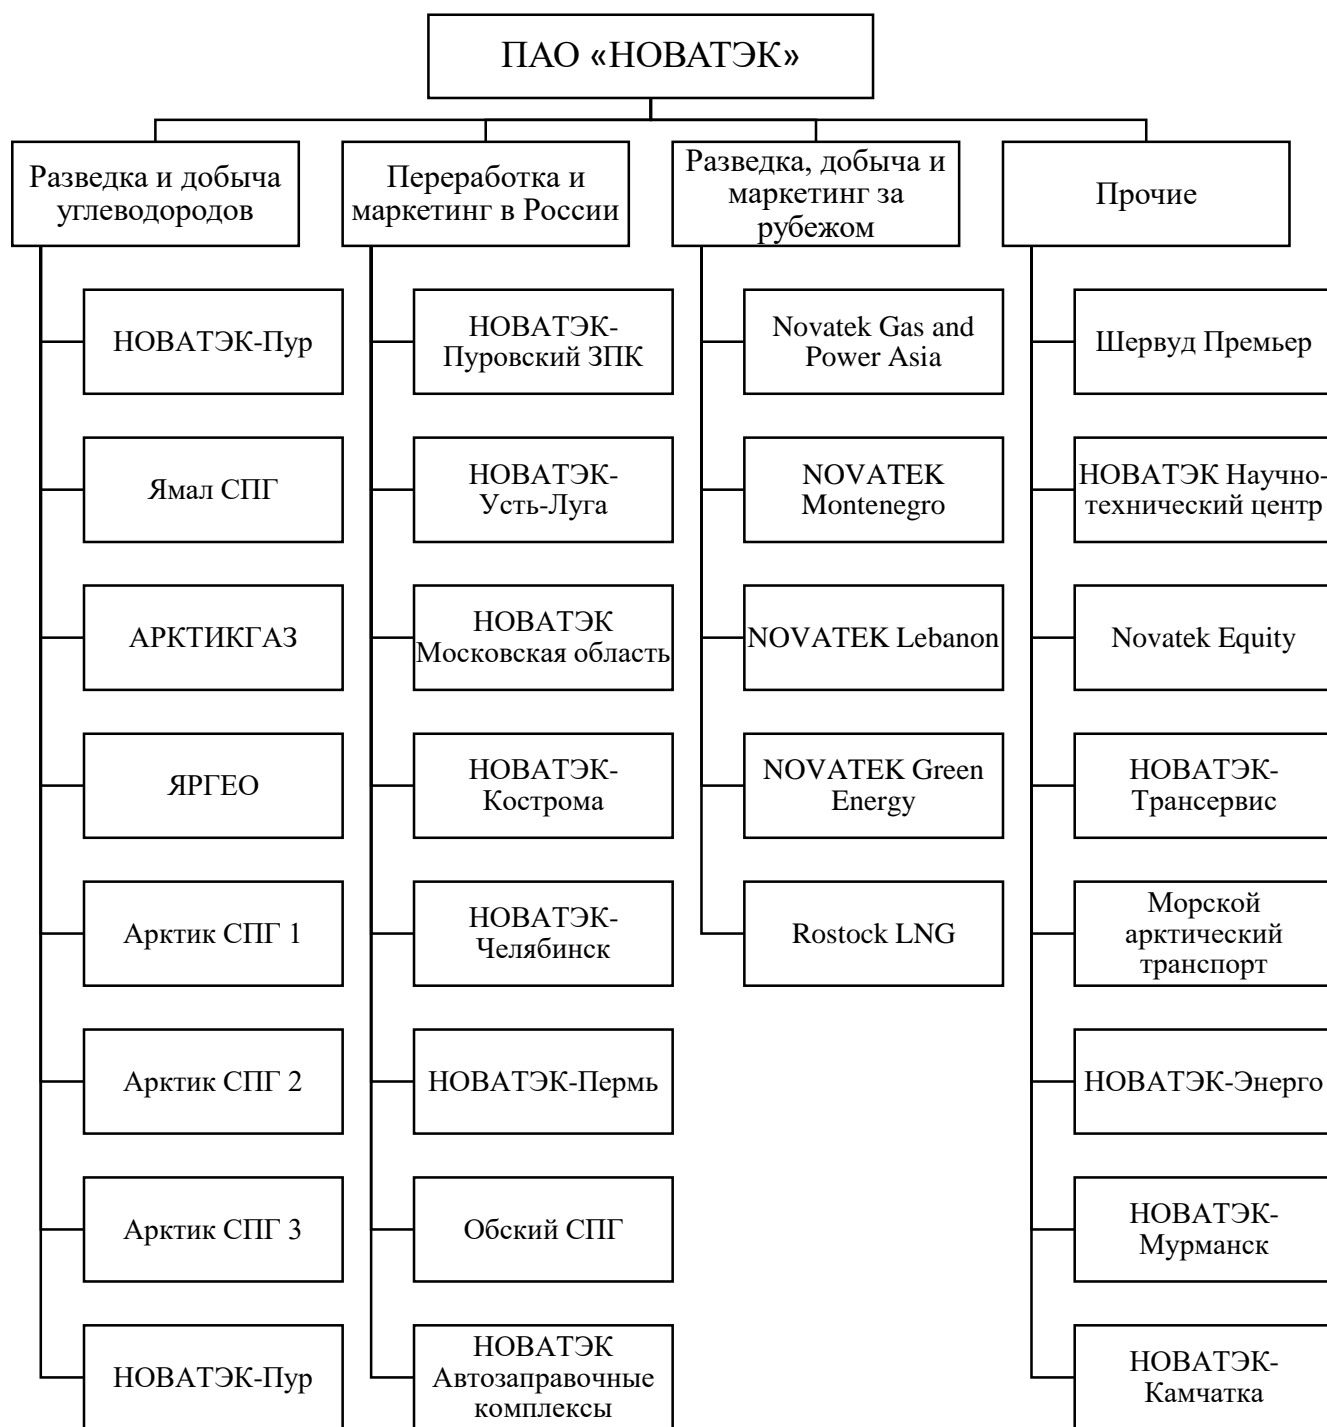 ПАО «НОВАТЭК»
Разведка и добыча
углеводородов
НОВАТЭК-Пур
Ямал СПГ
АРКТИКГАЗ
ЯРГЕО
Арктик СПГ 1
Арктик СПГ 2
Арктик СПГ 3
НОВАТЭК-Пур
Переработка и
маркетинг в России
НОВАТЭК-
Пуровский ЗПК
НОВАТЭК-
Усть-Луга
НОВАТЭК
Московская область
НОВАТЭК-
Кострома
НОВАТЭК-
Челябинск
НОВАТЭК-Пермь
Обский СПГ
НОВАТЭК
Автозаправочные
комплексы
Разведка, добыча и
маркетинг за
рубежом
Novatek Gas and
Power Asia
NOVATEK
Montenegro
NOVATEK Lebanon
NOVATEK Green
Energy
Rostock LNG
Прочие
Шервуд Премьер
НОВАТЭК Научно-
технический центр
Novatek Equity
НОВАТЭК-
Трансервис
Морской
арктический
транспорт
НОВАТЭК-Энерго
НОВАТЭК-
Мурманск
НОВАТЭК-
Камчатка